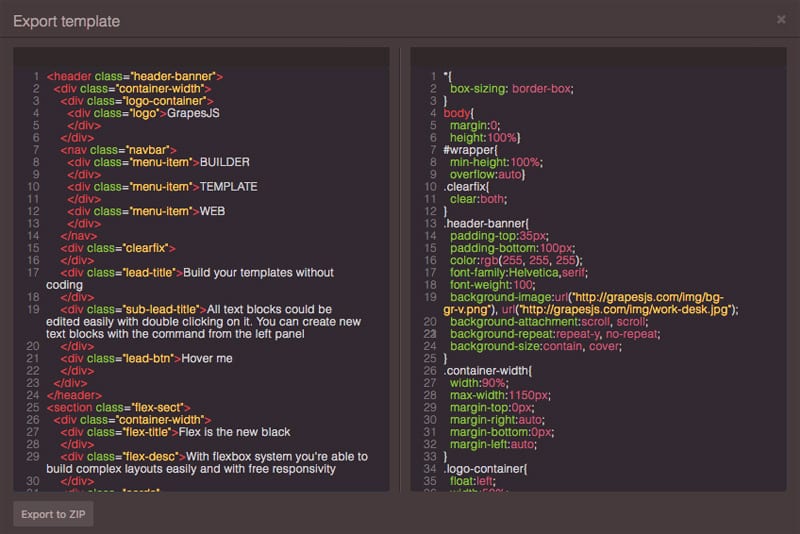 Export template
×
1 <header class="header-banner">
2 <div class="container-width">
3 <div class="logo-container">
4 <div class="logo">GrapesJS
5 </div>
6 </div>
7 <nav class="navbar">
8 <div class="menu-item">BUILDER
9 </div>
10 <div class="menu-item">TEMPLATE
11 </div>
12 <div class="menu-item">WEB
13 </div>
14 </nav>
15 <div class="clearfix">
16 </div>
17 <div class="lead-title">Build your templates without
coding
18 </div>
19 <div class="sub-lead-title">All text blocks could be
edited easily with double clicking on it. You can create new
text blocks with the command from the left panel
20 </div>
21 <div class="lead-btn">Hover me
22 </div>
23 </div>
24 </header>
25 <section class="flex-sect">
26 <div class="container-width">
27 <div class="flex-title">Flex is the new black
28 </div>
29 <div class="flex-desc">With flexbox system you're able to
build complex layouts easily and with free responsivity
30 </div>
1 *{
2 box-sizing: border-box;
3 }
4 body{
5 margin:0;
6 height:100%}
7 #wrapper{
8 min-height:100%;
9 overflow:auto}
10 .clearfix{
11 clear:both;
12 }
13 .header-banner{
14 padding-top:35px;
15 padding-bottom:100px;
16 color:rgb(255, 255, 255);
17 font-family:Helvetica,serif;
18 font-weight:100;
19 background-image:url("http://grapesjs.com/img/bg-
gr-v.png"), url("http://grapesjs.com/img/work-desk.jpg");
20 background-attachment:scroll, scroll;
23 background-repeat:repeat-y, no-repeat;
24 background-size:contain, cover;
25 }
26 .container-width{
27 width:90%;
28 max-width:1150px;
29 margin-top:0px;
30 margin-right:auto;
31 margin-bottom:0px;
32 margin-left:auto;
33 }
34 .logo-container{
35 float:left;
36 width:50%;
Export to ZIP